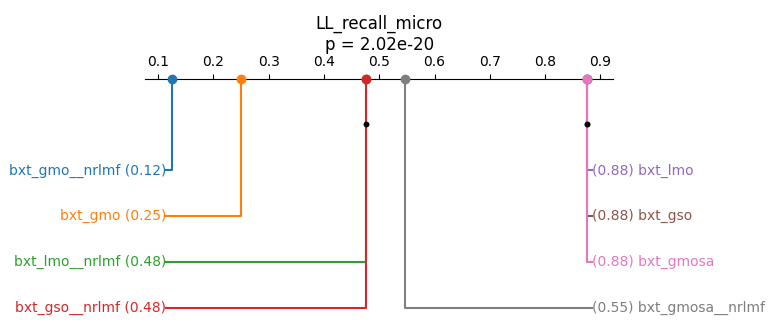 LL_recall_micro
p = 2.02e-20
0.1 0.2 0.3 0.4 0.5 0.6 0.7 0.8 0.9
bxt_gmo__nrlmf (0.12)
(0.88) bxt_lmo
bxt_gmo (0.25)
(0.88) bxt_gso
bxt_lmo__nrlmf (0.48)
(0.88) bxt_gmosa
bxt_gso__nrlmf (0.48)
(0.55) bxt_gmosa__nrlmf